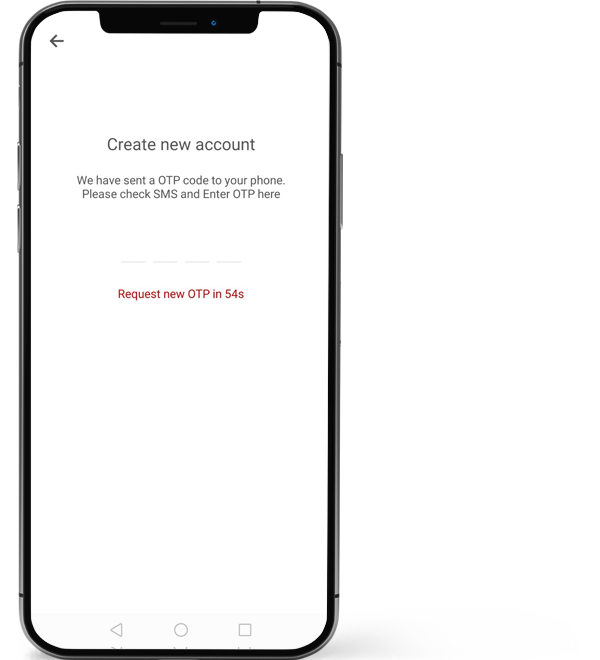 Create new account
We have sent a OTP code to your phone.
Please check SMS and Enter OTP here
Request new OTP in 54s